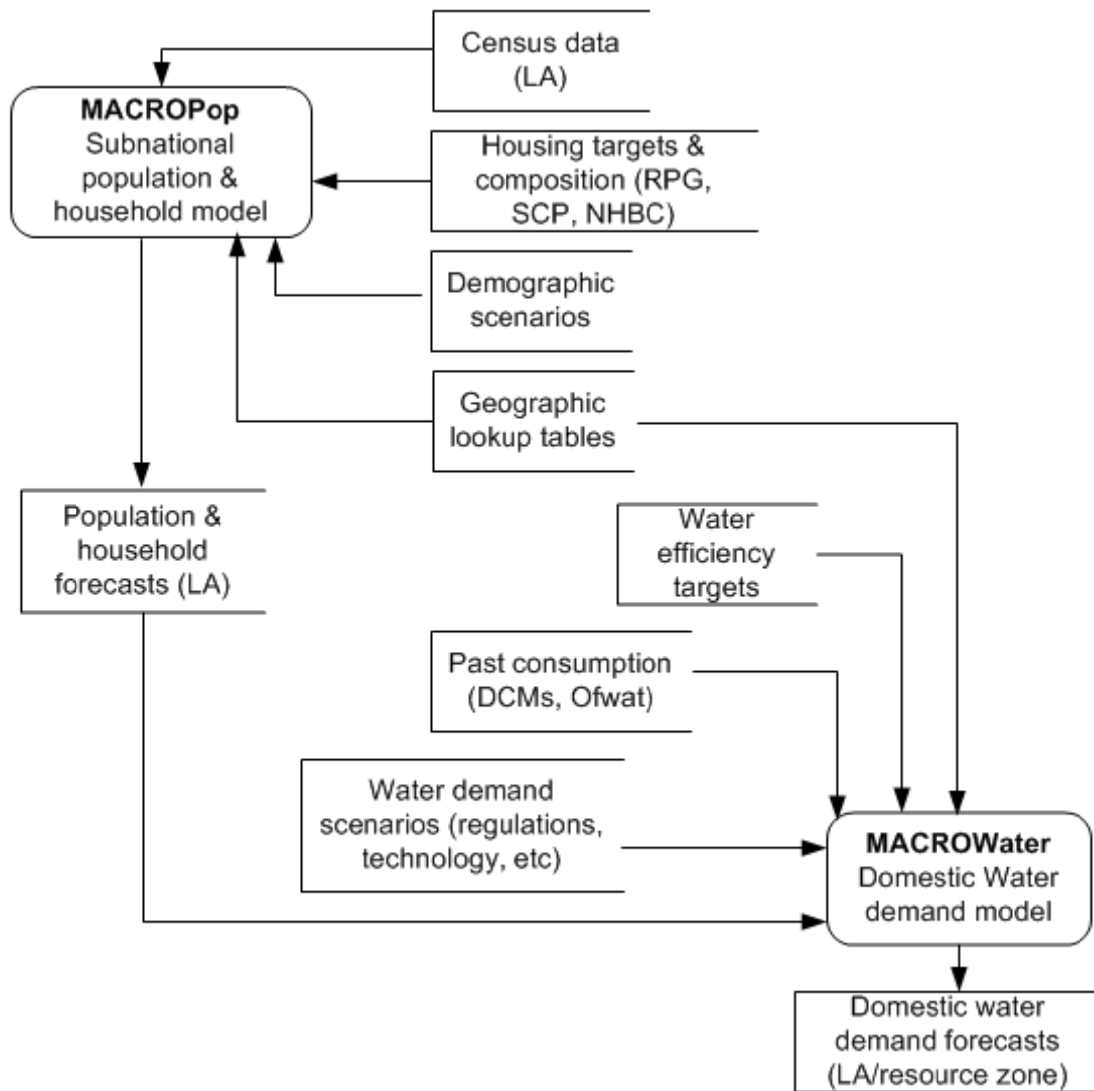 Census data
(LA)
MACROPop
Subnational
population &
household model
Housing targets &
composition (RPG,
SCP, NHBC)
Demographic
scenarios
Geographic
lookup tables
Population &
household
forecasts (LA)
Water
efficiency
targets
Past consumption
(DCMs, Ofwat)
Water demand
scenarios (regulations,
technology, etc)
MACROWater
Domestic Water
demand model
Domestic water
demand forecasts
(LA/resource zone)